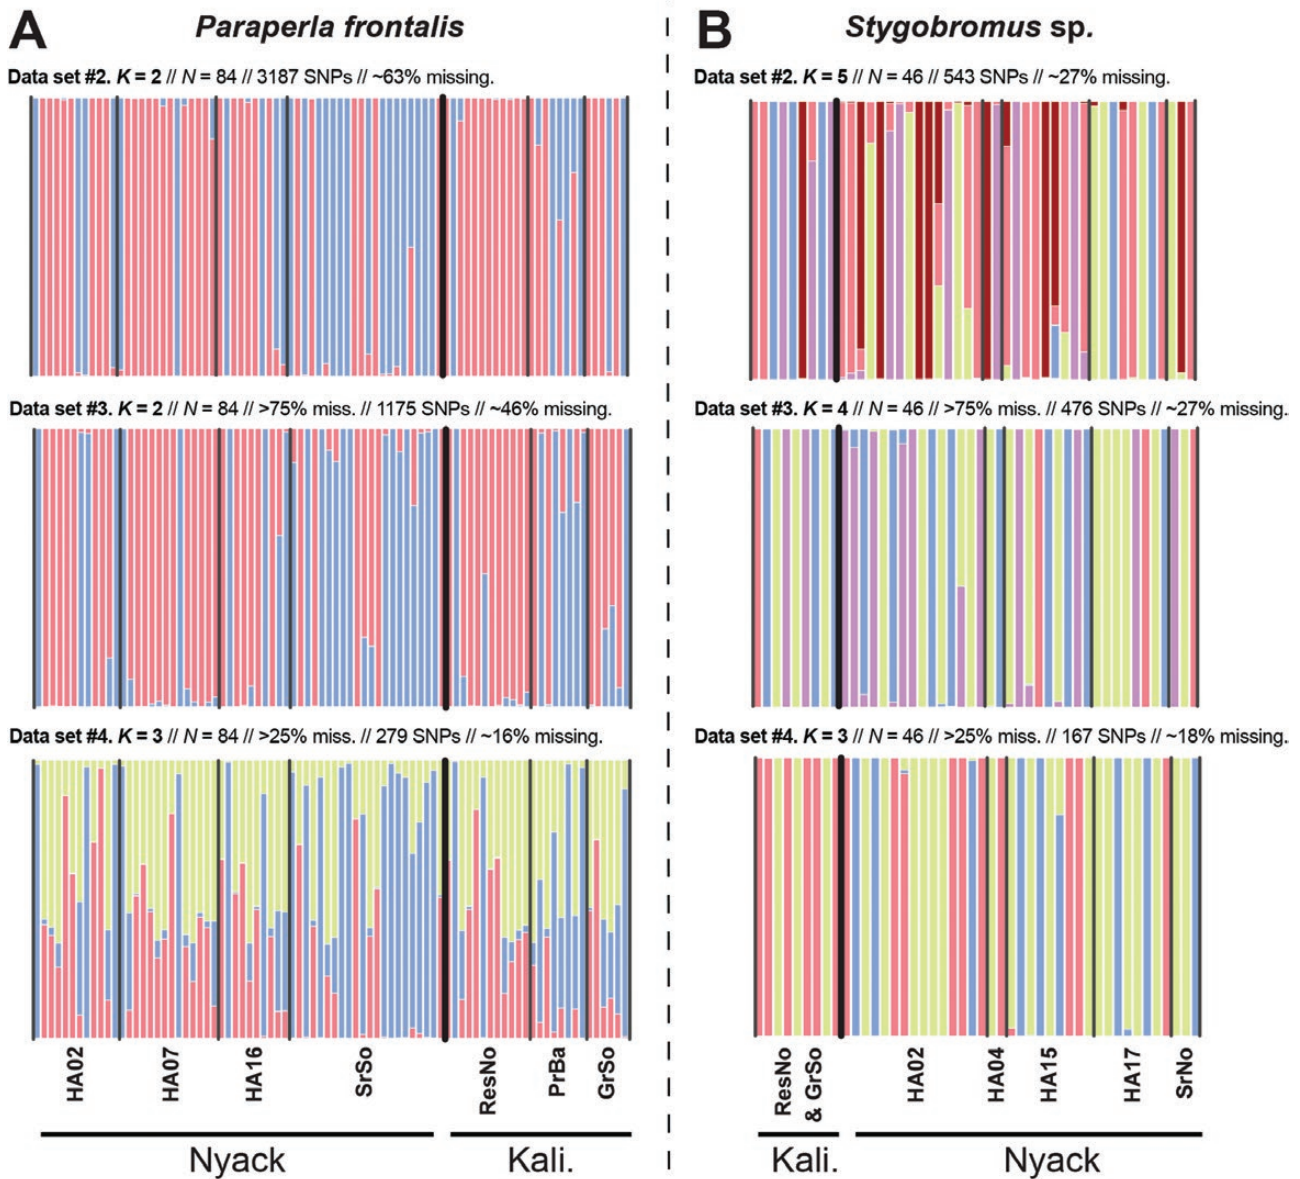 A
Paraperla frontalis
Data set #2. K = 2 // N = 84 // 3187 SNPs // ~63% missing.
Data set #3. K = 2 // N = 84 // >75% miss. // 1175 SNPs // ~46% missing.
Data set #4. K = 3 // N = 84 // >25% miss. // 279 SNPs // ~16% missing.
HA02
HA07
HA16
SrSo
ResNo
PrBa
GrSo
Nyack
Kali.
B
Stygobromus sp.
Data set #2. K = 5 // N = 46 // 543 SNPs // ~27% missing.
Data set #3. K = 4 // N = 46 // >75% miss. // 476 SNPs // ~27% missing..
Data set #4. K = 3 // N = 46 // >25% miss. // 167 SNPs // ~18% missing..
ResNo
& GrSo
HA02
HA04
HA15
HA17
SrNo
Kali.
Nyack